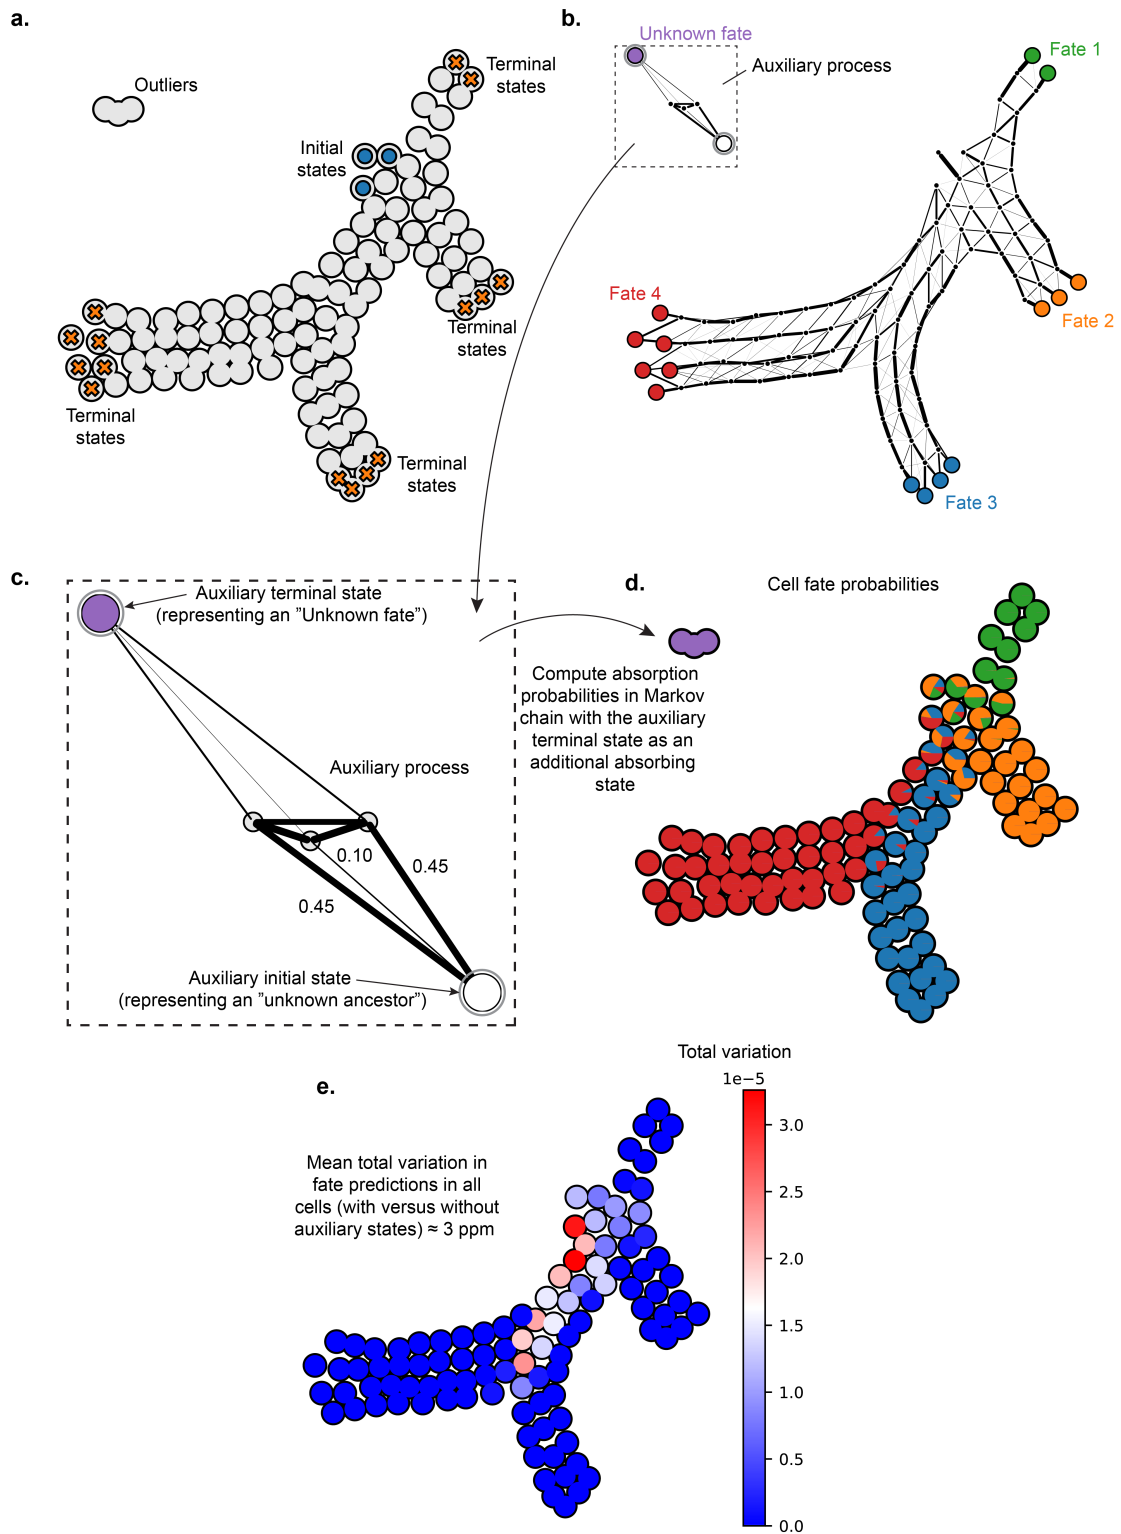 a.
Outliers
Terminal
states
Initial
states
Terminal
states
Terminal
states
Terminal
states
b.
Unknown fate
Auxiliary process
Fate 1
Fate 2
Fate 4
Fate 3
c.
Auxiliary terminal state
(representing an ”Unknown fate”)
Auxiliary process
0.10
0.45
0.45
Auxiliary initial state
(representing an ”unknown ancestor”)
Compute absorption
probabilities in Markov
chain with the auxiliary
terminal state as an
additional absorbing
state
d.
Cell fate probabilities
e.
Mean total variation in
fate predictions in all
cells (with versus without
auxiliary states) ≈ 3 ppm
Total variation
1e−5
3.0
2.5
2.0
1.5
1.0
0.5
0.0